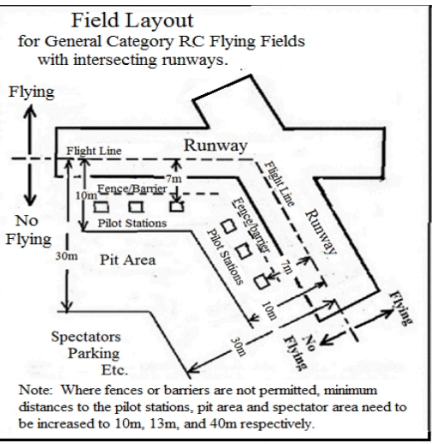 Field Layout
for General Category RC Flying Fields
with intersecting runways.
Flying
Flight Line
Runway
7m
10m
Fence/Barrier
Pilot Stations
No
Flying
30m
Pit Area
Spectators
Parking
Etc.
Flight Line
Runway
Fence/barrier
Pilot Stations
7m
10m
30m
No
Flying
Flying
Note: Where fences or barriers are not permitted, minimum
distances to the pilot stations, pit area and spectator area need to
be increased to 10m, 13m, and 40m respectively.